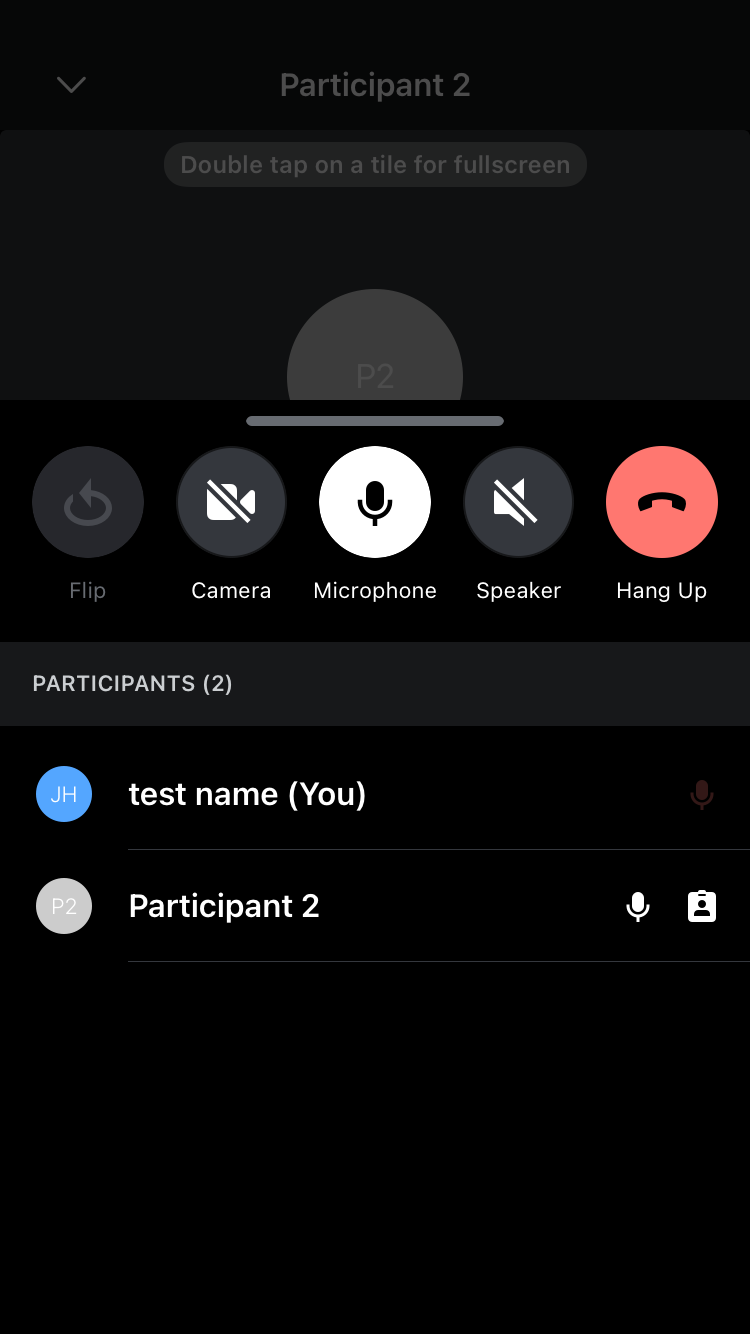 Participant 2
Double tap on a tile for fullscreen
P2
Flip
Camera
Microphone
Speaker
Hang Up
PARTICIPANTS (2)
JH
test name (You)
P2
Participant 2